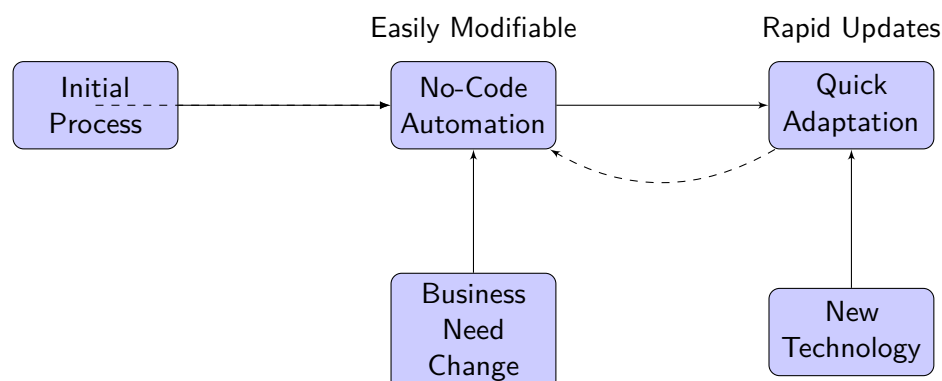 Easily Modifiable
Rapid Updates
Initial
Process
No-Code
Automation
Quick
Adaptation
Business
Need
Change
New
Technology